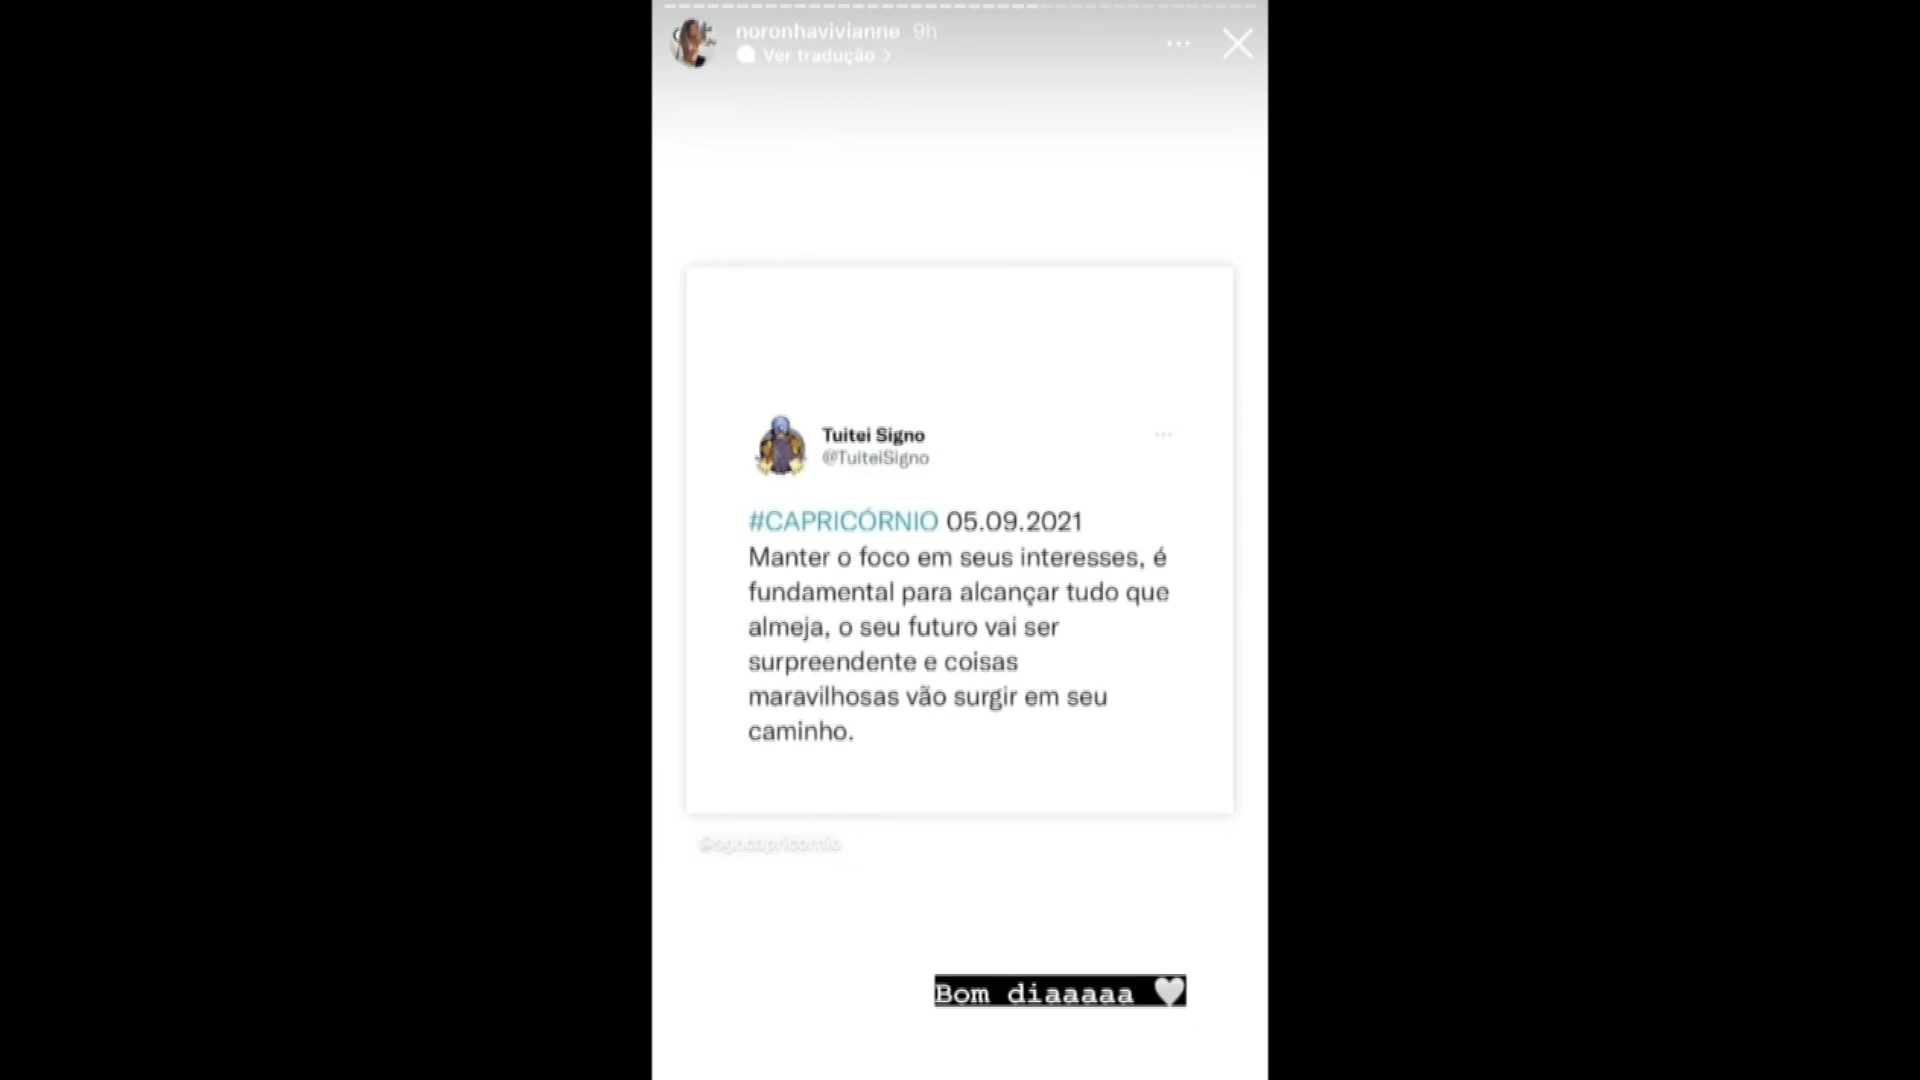 noronhavivianne 9h
Ver tradução >
Tuitei Signo
@TuiteiSigno
#CAPRICÓRNIO 05.09.2021
Manter o foco em seus interesses, é
fundamental para alcançar tudo que
almeja, o seu futuro vai ser
surpreendente e coisas
maravilhosas vão surgir em seu
caminho.
@sgncapricornio
Bom diaaaaa 🤍